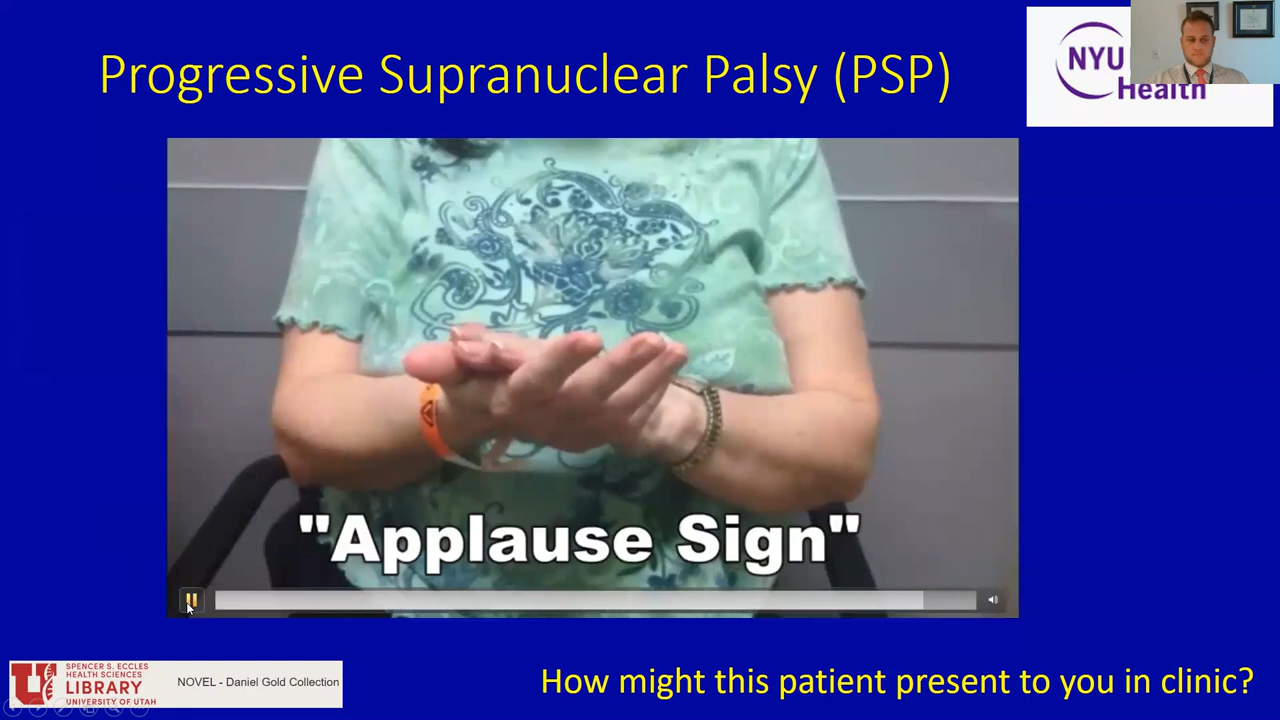 Progressive Supranuclear Palsy (PSP)
NYU
Health
"Applause Sign"
U
SPENCER S. ECCLES
HEALTH SCIENCES
LIBRARY
UNIVERSITY OF UTAH
NOVEL - Daniel Gold Collection
How might this patient present to you in clinic?